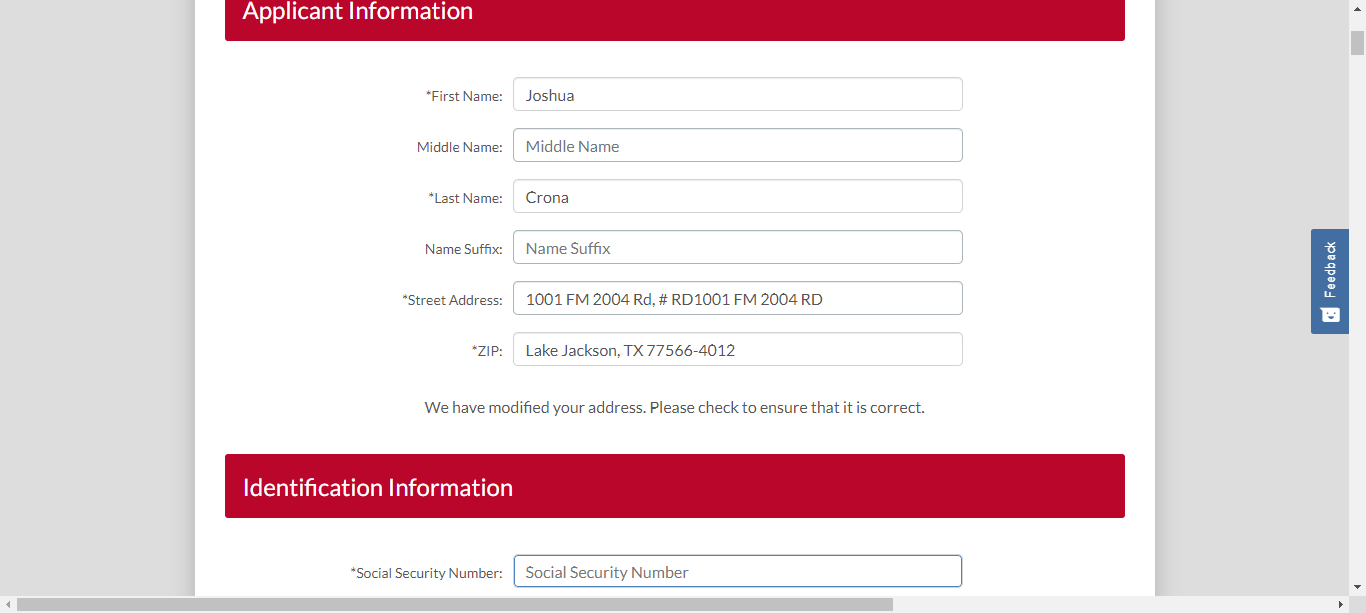 Applicant Information
*First Name: Joshua
Middle Name: Middle Name
*Last Name: Crona
Name Suffix: Name Suffix
*Street Address: 1001 FM 2004 Rd, # RD1001 FM 2004 RD
*ZIP: Lake Jackson, TX 77566-4012
Feedback
We have modified your address. Please check to ensure that it is correct.
Identification Information
*Social Security Number: Social Security Number